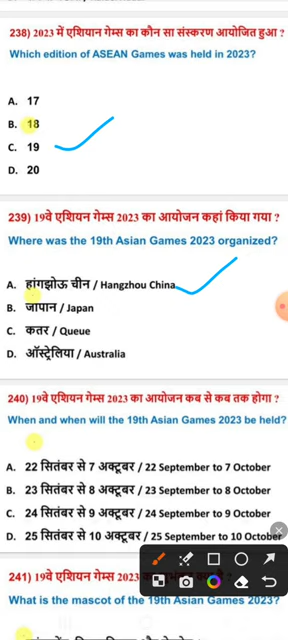 238) 2023 में एशियान गेम्स का कौन सा संस्करण आयोजित हुआ ?
Which edition of ASEAN Games was held in 2023?
A. 17
B. 18
C. 19
D. 20
239) 19वे एशियन गेम्स 2023 का आयोजन कहां किया गया ?
Where was the 19th Asian Games 2023 organized?
A. हांगझोऊ चीन / Hangzhou China
B. जापान / Japan
C. कतर / Queue
D. ऑस्ट्रेलिया / Australia
240) 19वे एशियन गेम्स 2023 का आयोजन कब से कब तक होगा ?
When and when will the 19th Asian Games 2023 be held?
A. 22 सितंबर से 7 अक्टूबर / 22 September to 7 October
B. 23 सितंबर से 8 अक्टूबर / 23 September to 8 October
C. 24 सितंबर से 9 अक्टूबर / 24 September to 9 October
D. 25 सितंबर से 10 अक्टूबर / 25 September to 10 October
241) 19वे एशियन गेम्स 2023
What is the mascot of the 19th Asian Games 2023?